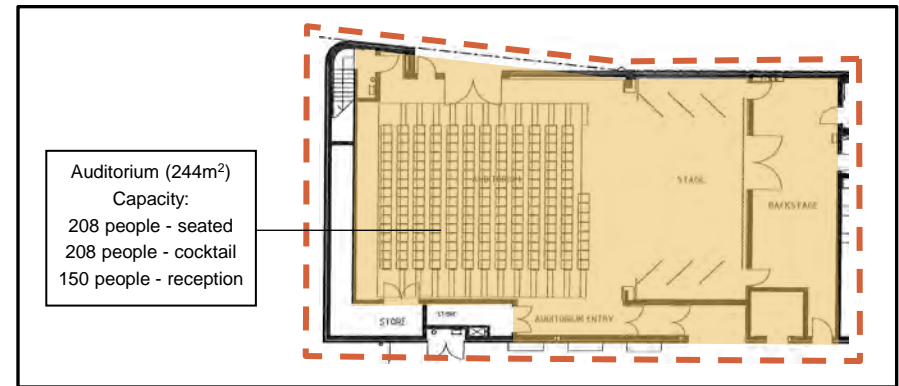 Auditorium (244m²)
Capacity:
208 people - seated
208 people - cocktail
150 people - reception
AUDITORIUM
STAGE
BACKSTAGE
STORE
STORE
AUDITORIUM ENTRY